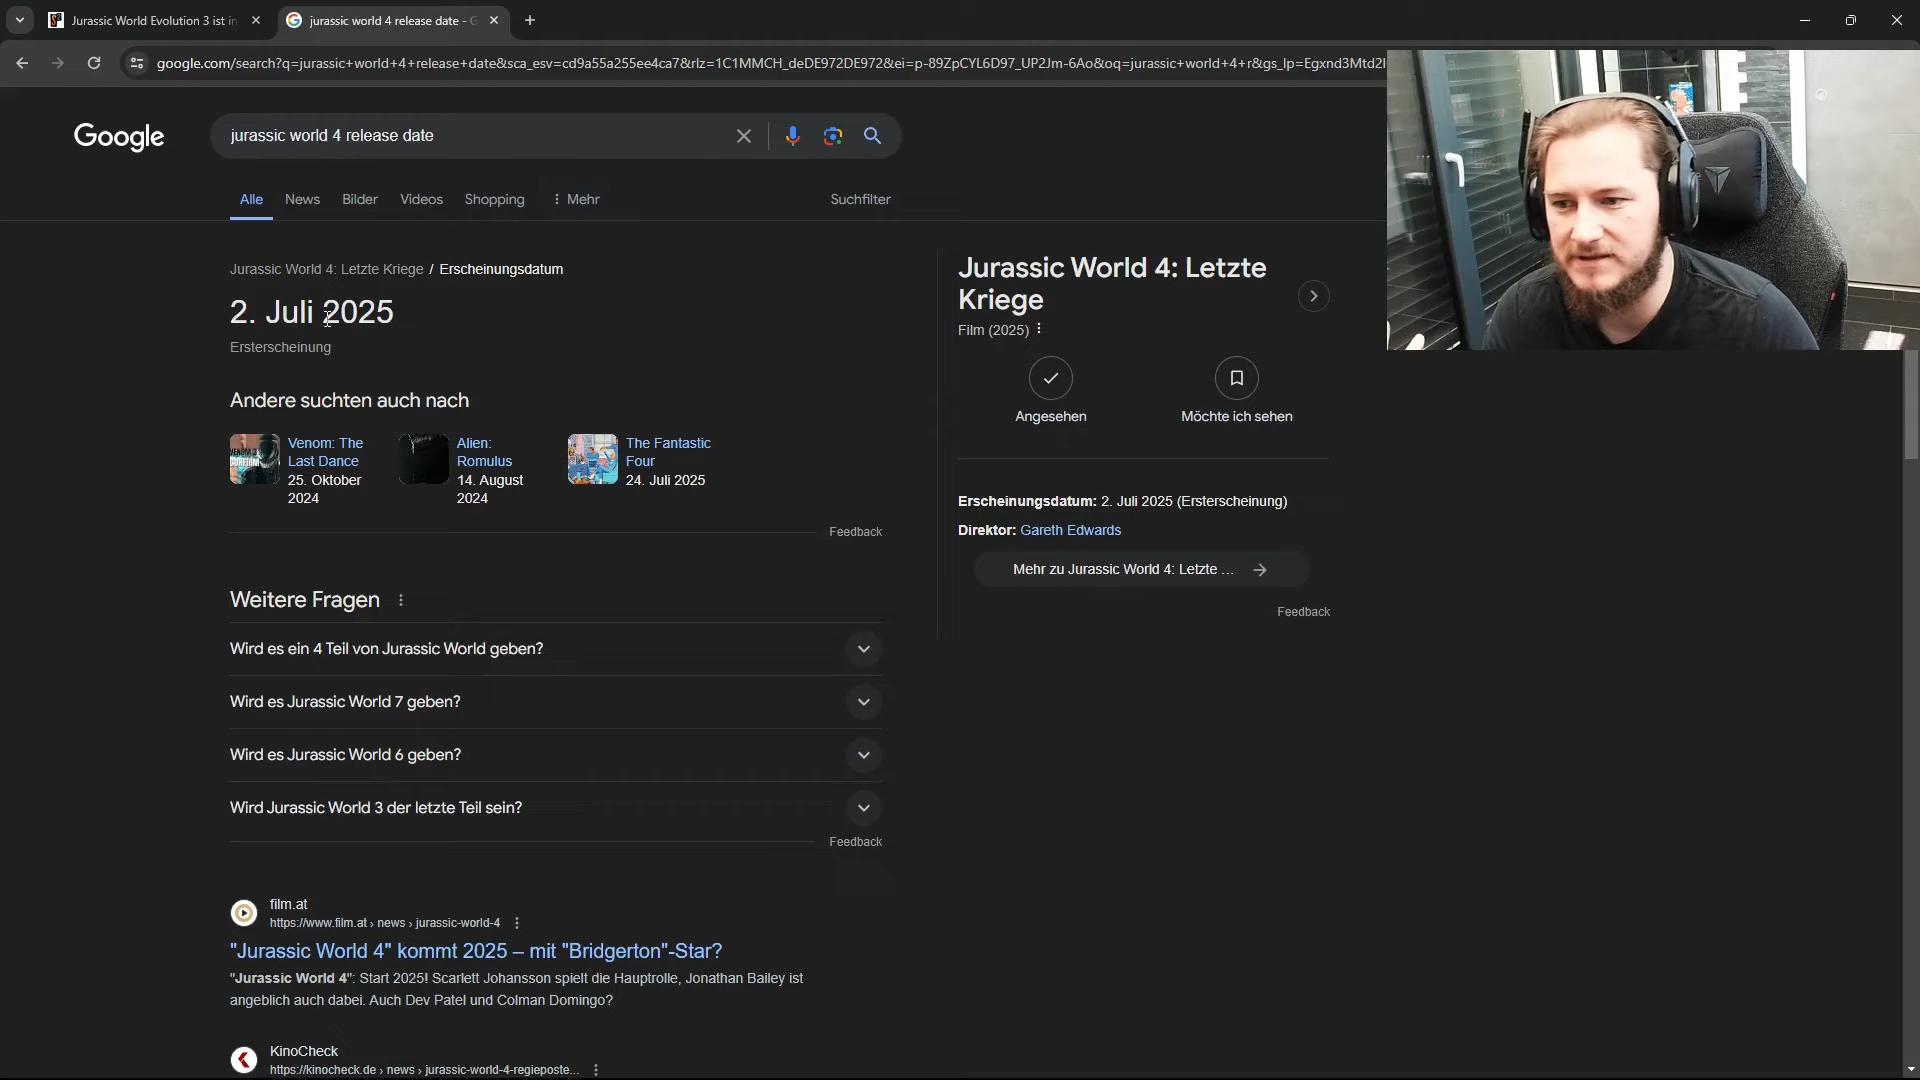 Jurassic World Evolution 3 ist in
jurassic world 4 release date - G
google.com/search?q=jurassic+world+4+release+date&sca_esv=cd9a55a255ee4ca7&rlz=1C1MMCH_deDE972DE972&ei=p-89ZpCYL6D97_UP2Jm-6Ao&oq=jurassic+world+4+r&gs_lp=Egxnd3Mtd2l
Google
jurassic world 4 release date
Alle
News
Bilder
Videos
Shopping
Mehr
Suchfilter
Jurassic World 4: Letzte Kriege / Erscheinungsdatum
2. Juli 2025
Ersterscheinung
Andere suchten auch nach
Venom: The
Last Dance
25. Oktober
2024
Alien:
Romulus
14. August
2024
The Fantastic
Four
24. Juli 2025
Feedback
Weitere Fragen
Wird es ein 4 Teil von Jurassic World geben?
Wird es Jurassic World 7 geben?
Wird es Jurassic World 6 geben?
Wird Jurassic World 3 der letzte Teil sein?
Feedback
film.at
https://www.film.at › news › jurassic-world-4
"Jurassic World 4" kommt 2025 – mit "Bridgerton"-Star?
"Jurassic World 4": Start 2025! Scarlett Johansson spielt die Hauptrolle, Jonathan Bailey ist
angeblich auch dabei. Auch Dev Patel und Colman Domingo?
KinoCheck
https://kinocheck.de › news › jurassic-world-4-regieposte...
Jurassic World 4: Letzte
Kriege
Film (2025)
Angesehen
Möchte ich sehen
Erscheinungsdatum: 2. Juli 2025 (Ersterscheinung)
Direktor: Gareth Edwards
Mehr zu Jurassic World 4: Letzte ...
Feedback